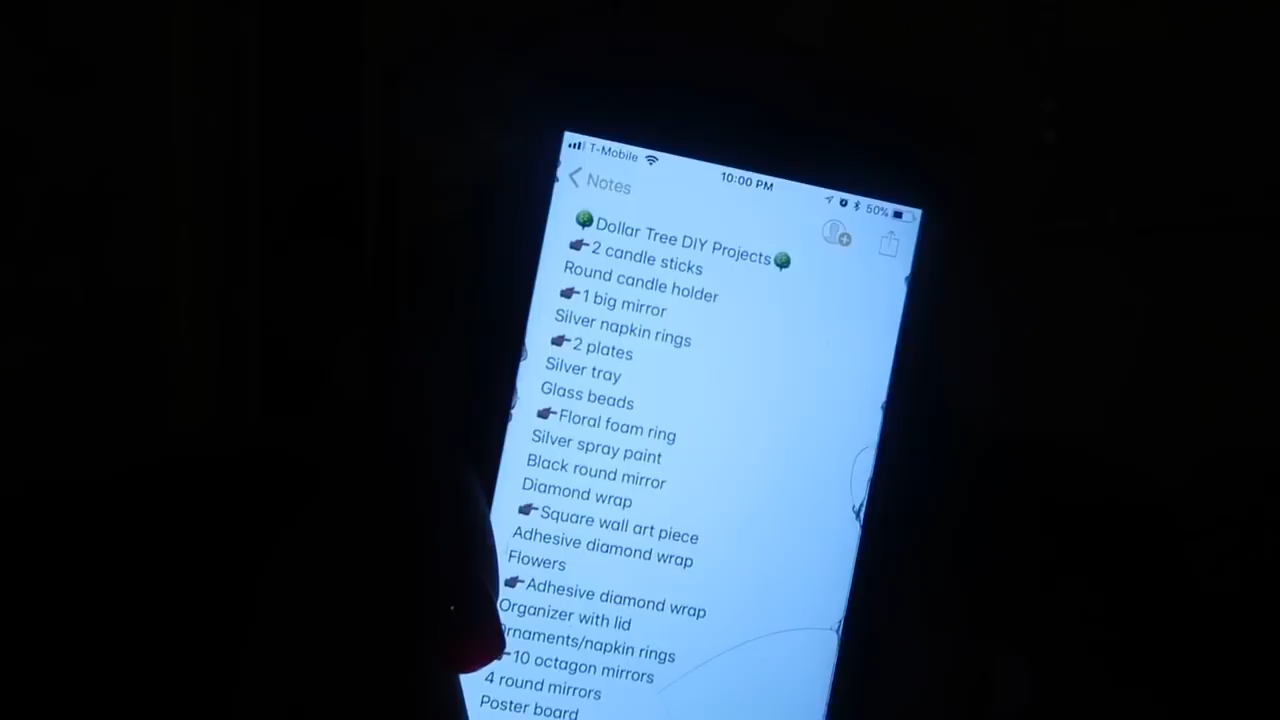 T-Mobile
10:00 PM
50%
Notes
Dollar Tree DIY Projects
2 candle sticks
Round candle holder
1 big mirror
Silver napkin rings
2 plates
Silver tray
Glass beads
Floral foam ring
Silver spray paint
Black round mirror
Diamond wrap
Square wall art piece
Adhesive diamond wrap
Flowers
Adhesive diamond wrap
Organizer with lid
Ornaments/napkin rings
10 octagon mirrors
4 round mirrors
Poster board